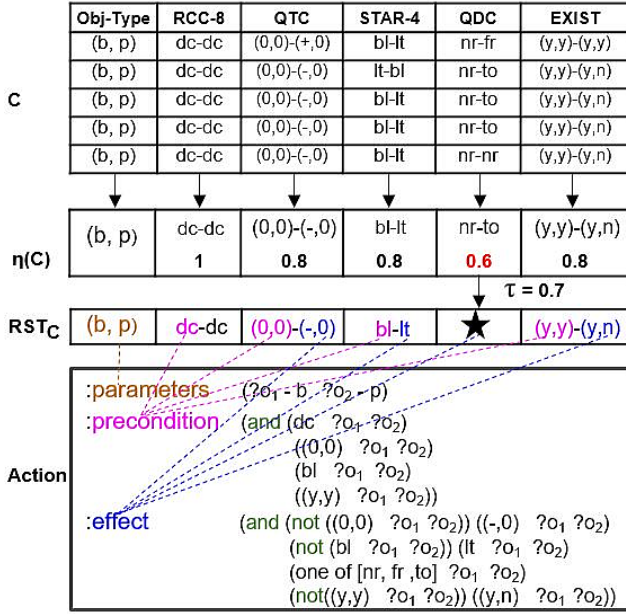 Obj-Type RCC-8 QTC STAR-4 QDC EXIST
(b, p) dc-dc (0,0)-(+,0) bl-lt nr-fr (y,y)-(y,y)
(b, p) dc-dc (0,0)-(-,0) lt-bl nr-to (y,y)-(y,n)
C (b, p) dc-dc (0,0)-(-,0) bl-lt nr-to (y,y)-(y,n)
(b, p) dc-dc (0,0)-(-,0) bl-lt nr-to (y,y)-(y,n)
(b, p) dc-dc (0,0)-(-,0) bl-lt nr-nr (y,y)-(y,n)
(b, p) dc-dc (0,0)-(-,0) bl-lt nr-to (y,y)-(y,n)
η(C) 1 0.8 0.8 0.6 0.8
τ = 0.7
RSTC (b, p) dc-dc (0,0)-(-,0) bl-lt ★ (y,y)-(y,n)
:parameters (?o1 - b ?o2 - p)
:precondition (and (dc ?o1 ?o2)
((0,0) ?o1 ?o2)
Action (bl ?o1 ?o2)
((y,y) ?o1 ?o2))
:effect (and (not ((0,0) ?o1 ?o2)) ((-,0) ?o1 ?o2)
(not (bl ?o1 ?o2)) (lt ?o1 ?o2)
(one of [nr, fr ,to] ?o1 ?o2)
(not((y,y) ?o1 ?o2)) ((y,n) ?o1 ?o2))